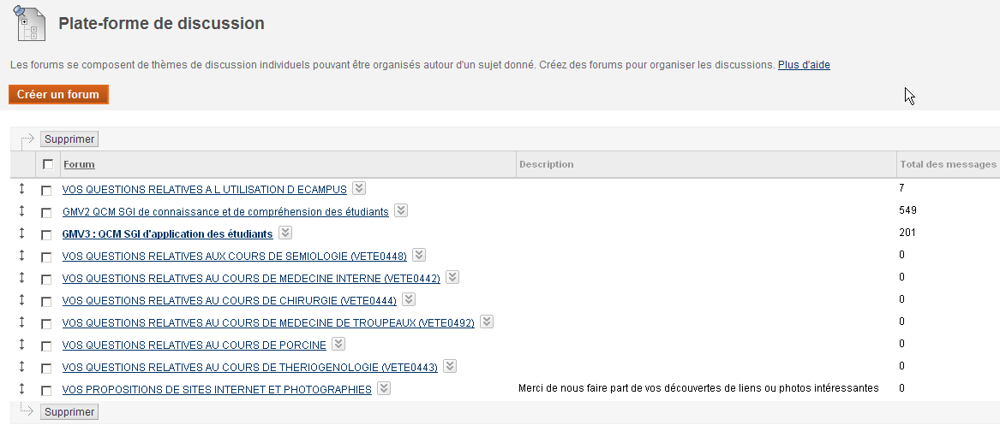 Plate-forme de discussion
Les forums se composent de thèmes de discussion individuels pouvant être organisés autour d'un sujet donné. Créez des forums pour organiser les discussions. Plus d'aide
Créer un forum
Supprimer
Forum Description Total des messages
VOS QUESTIONS RELATIVES A L UTILISATION D ECAMPUS 7
GMV2 QCM SGI de connaissance et de compréhension des étudiants 549
GMV3 : QCM SGI d'application des étudiants 201
VOS QUESTIONS RELATIVES AUX COURS DE SEMIOLOGIE (VETE0448) 0
VOS QUESTIONS RELATIVES AU COURS DE MEDECINE INTERNE (VETE0442) 0
VOS QUESTIONS RELATIVES AU COURS DE CHIRURGIE (VETE0444) 0
VOS QUESTIONS RELATIVES AU COURS DE MEDECINE DE TROUPEAUX (VETE0492) 0
VOS QUESTIONS RELATIVES AU COURS DE PORCINE 0
VOS QUESTIONS RELATIVES AU COURS DE THERIOGENOLOGIE (VETE0443) 0
VOS PROPOSITIONS DE SITES INTERNET ET PHOTOGRAPHIES Merci de nous faire part de vos découvertes de liens ou photos intéressantes 0
Supprimer